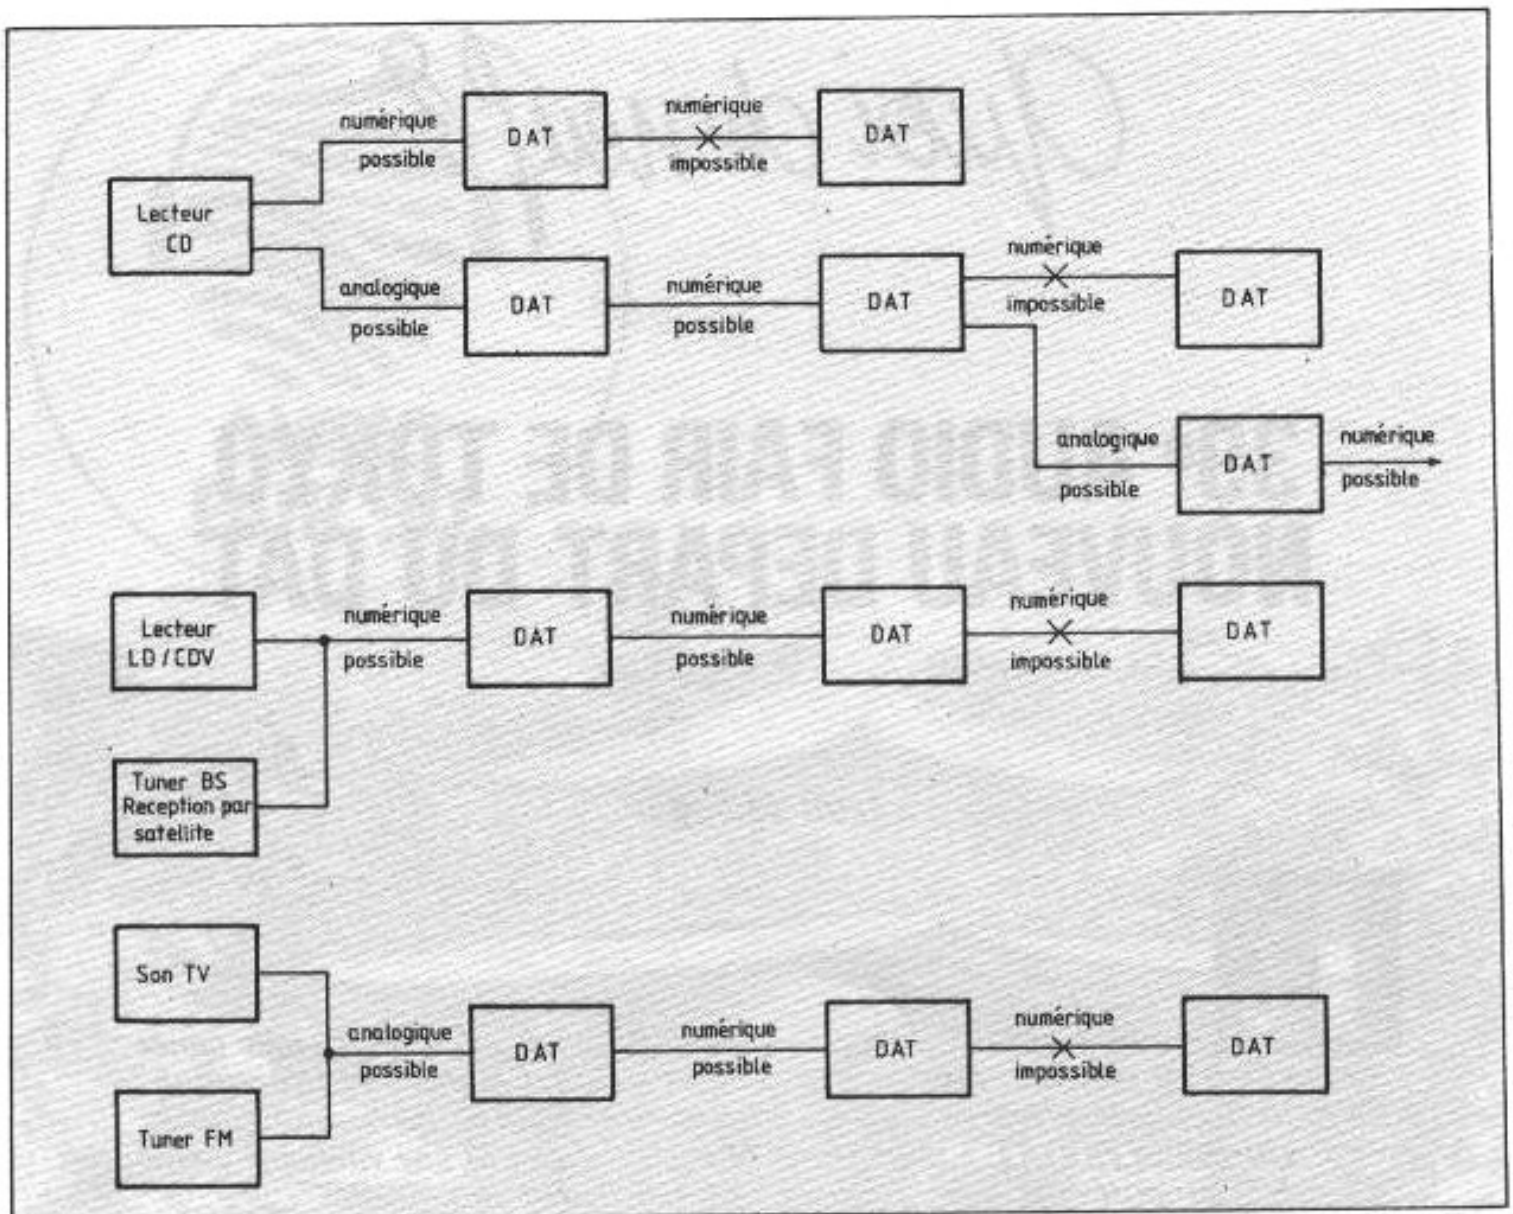 numérique
possible
DAT
numérique
impossible
DAT
Lecteur
CD
analogique
possible
DAT
numérique
possible
DAT
numérique
impossible
DAT
analogique
possible
DAT
numérique
possible
Lecteur
LD / CDV
numérique
possible
DAT
numérique
possible
DAT
numérique
impossible
DAT
Tuner BS
Reception par
satellite
Son TV
Tuner FM
analogique
possible
DAT
numérique
possible
DAT
numérique
impossible
DAT